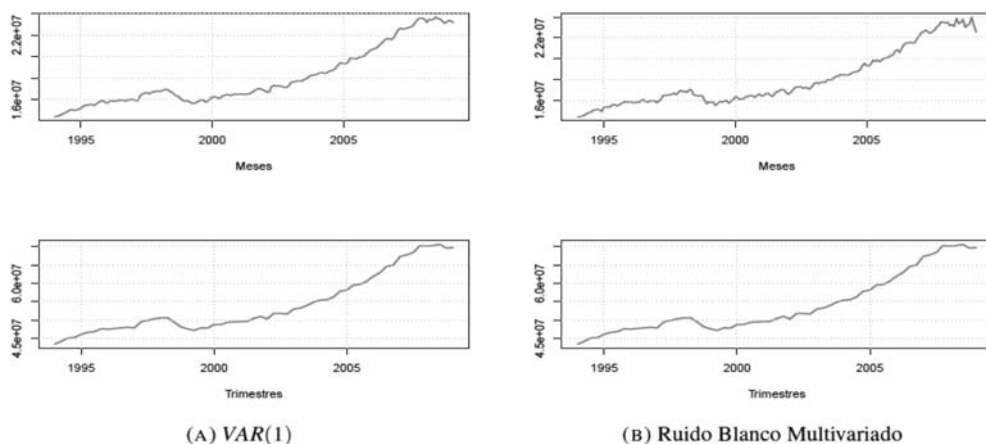 2.2e+07
1.6e+07
1995 2000 2005
Meses
2.2e+07
1.6e+07
1995 2000 2005
Meses
6.0e+07
4.5e+07
1995 2000 2005
Trimestres
6.0e+07
4.5e+07
1995 2000 2005
Trimestres
(A) VAR(1)
(B) Ruido Blanco Multivariado